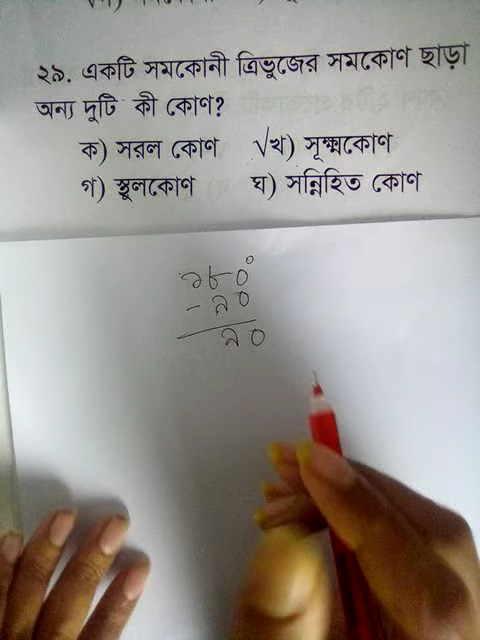 ২৯. একটি সমকোনী ত্রিভুজের সমকোণ ছাড়া
অন্য দুটি কী কোণ?
ক) সরল কোণ √খ) সূক্ষ্মকোণ
গ) স্থুলকোণ ঘ) সন্নিহিত কোণ
১৮০°
- ৯০
৯০